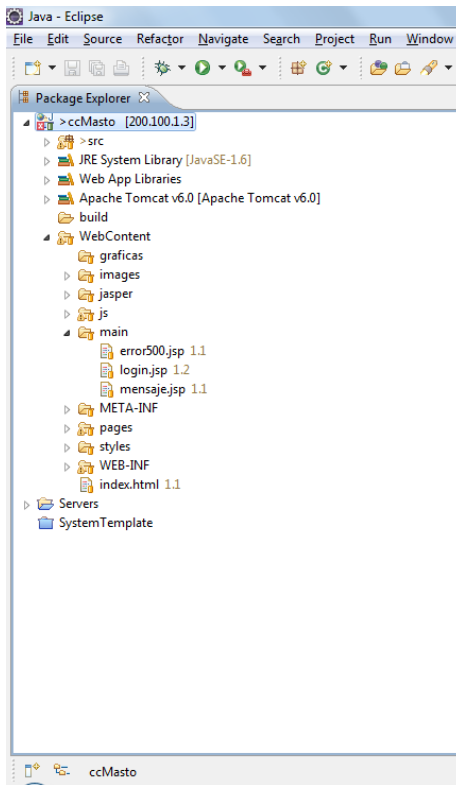 Java - Eclipse
File Edit Source Refactor Navigate Search Project Run Window
Package Explorer
>ccMasto [200.100.1.3]
>src
JRE System Library [JavaSE-1.6]
Web App Libraries
Apache Tomcat v6.0 [Apache Tomcat v6.0]
build
WebContent
graficas
images
jasper
js
main
error500.jsp 1.1
login.jsp 1.2
mensaje.jsp 1.1
META-INF
pages
styles
WEB-INF
index.html 1.1
Servers
SystemTemplate
ccMasto